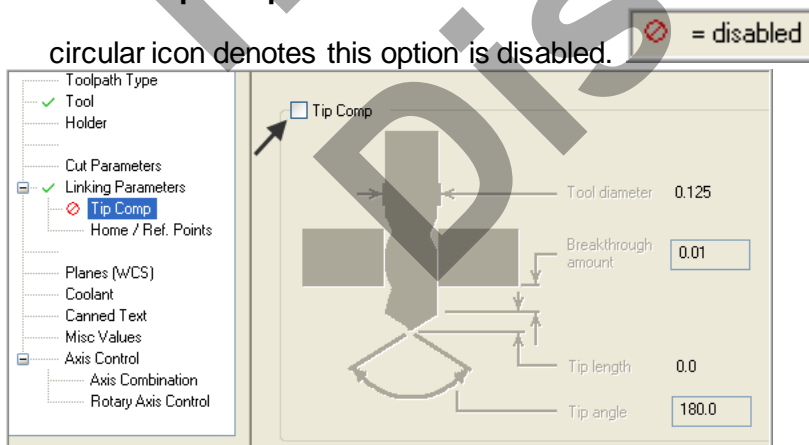 circular icon denotes this option is disabled.
= disabled
Toolpath Type
Tool
Holder
Cut Parameters
Linking Parameters
Tip Comp
Home / Ref. Points
Planes (WCS)
Coolant
Canned Text
Misc Values
Axis Control
Axis Combination
Rotary Axis Control
Tip Comp
Tool diameter 0.125
Breakthrough
amount 0.01
Tip length 0.0
Tip angle 180.0